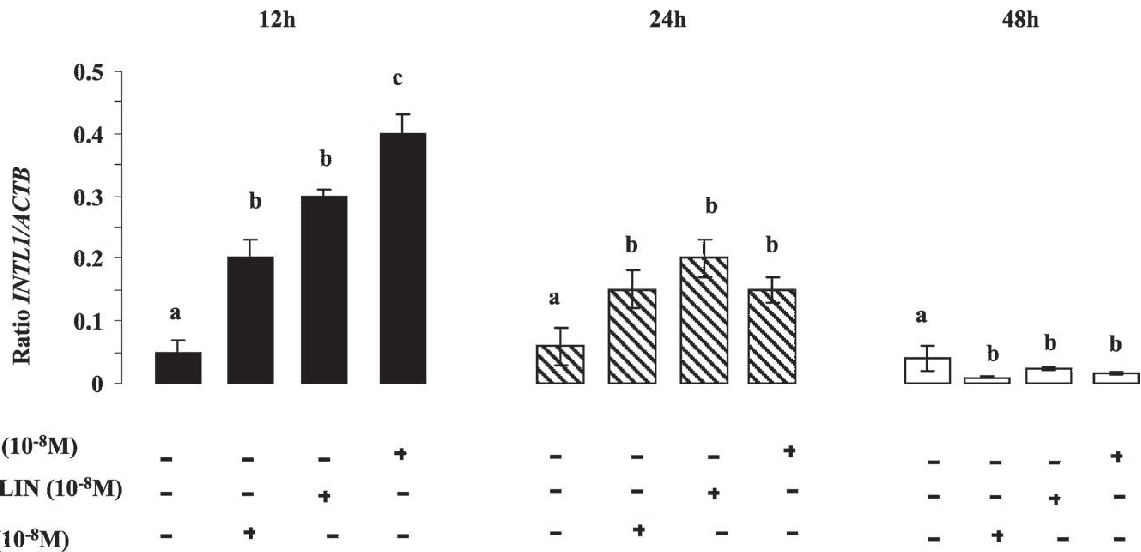 12h 24h 48h
Ratio INTL1/ACTB
0.5
0.4
0.3
0.2
0.1
0
a b b c
a b b b
a b b b
(10-8M) - - - + - - - + - - - +
LIN (10-8M) - - + - - - + - - - + -
(10-8M) - + - - - + - - - + - -